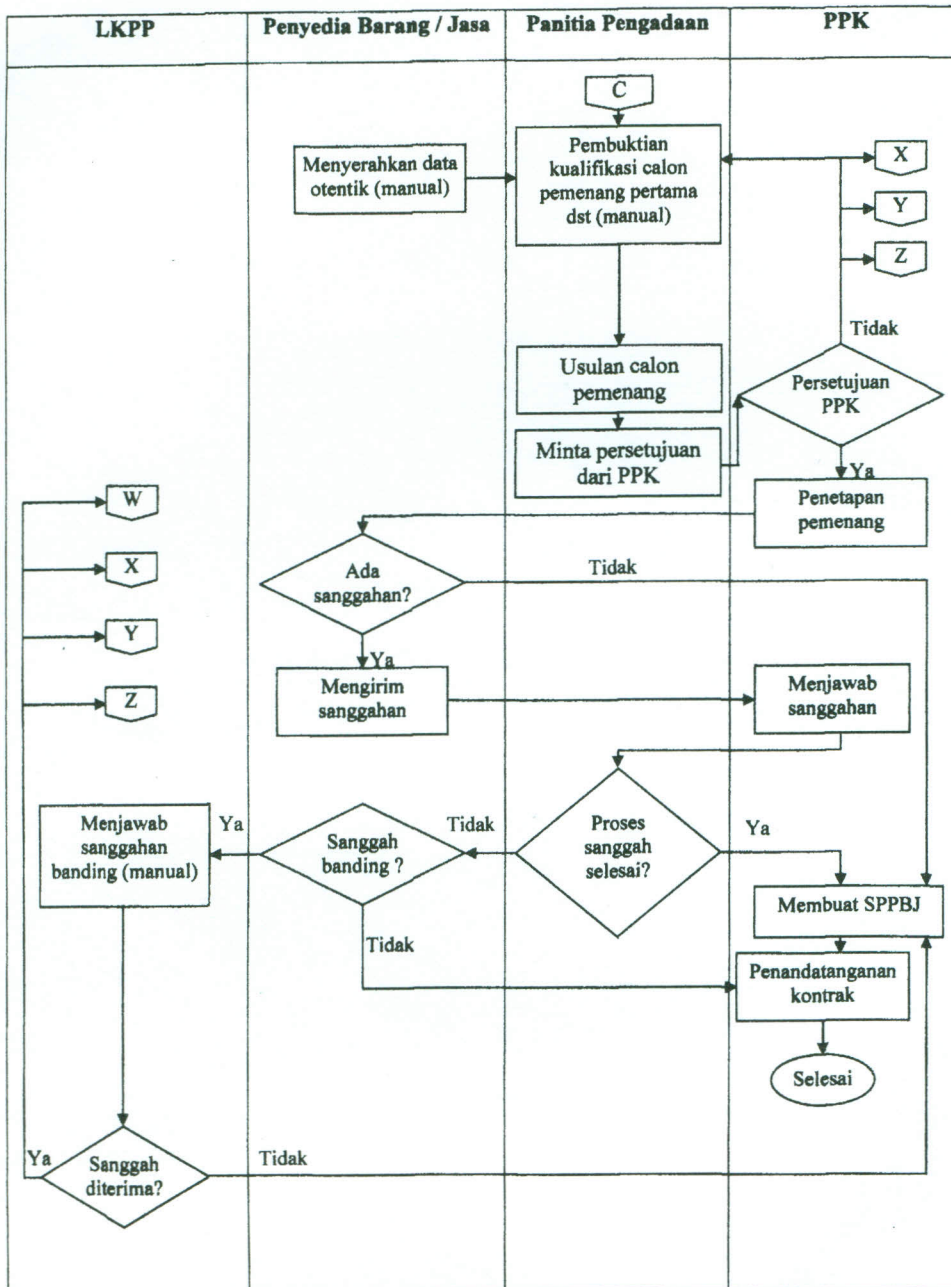 LKPP
Penyedia Barang / Jasa
Panitia Pengadaan
PPK
C
Menyerahkan data
otentik (manual)
Pembuktian
kualifikasi calon
pemenang pertama
dst (manual)
X
Y
Z
Tidak
Usulan calon
pemenang
Persetujuan
PPK
Minta persetujuan
dari PPK
Ya
Penetapan
pemenang
W
X
Y
Z
Ada
sanggahan?
Tidak
Ya
Mengirim
sanggahan
Menjawab
sanggahan
Menjawab
sanggahan
banding (manual)
Ya
Sanggah
banding ?
Tidak
Proses
sanggah
selesai?
Ya
Membuat SPPBJ
Tidak
Penandatanganan
kontrak
Selesai
Ya
Sanggah
diterima?
Tidak